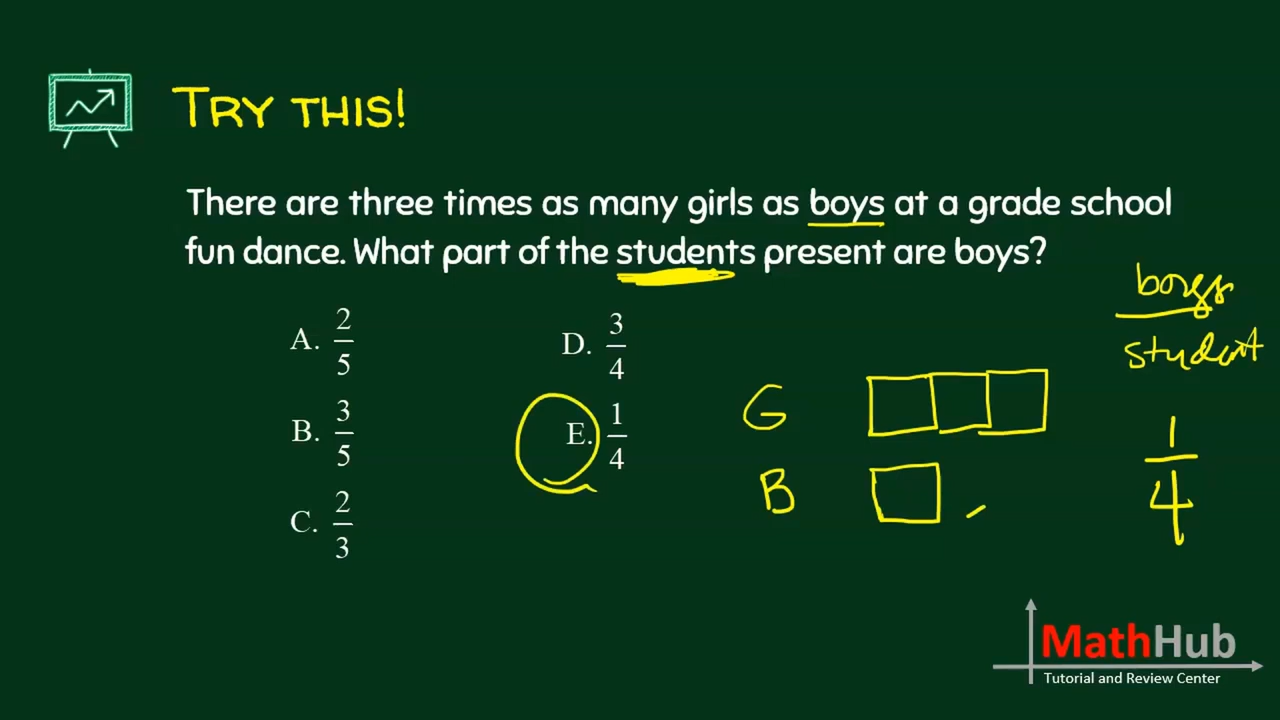 TRY THIS!
There are three times as many girls as boys at a grade school
fun dance. What part of the students present are boys?
A. 2/5
B. 3/5
C. 2/3
D. 3/4
E. 1/4
G
B
boys
student
1
4
MathHub
Tutorial and Review Center